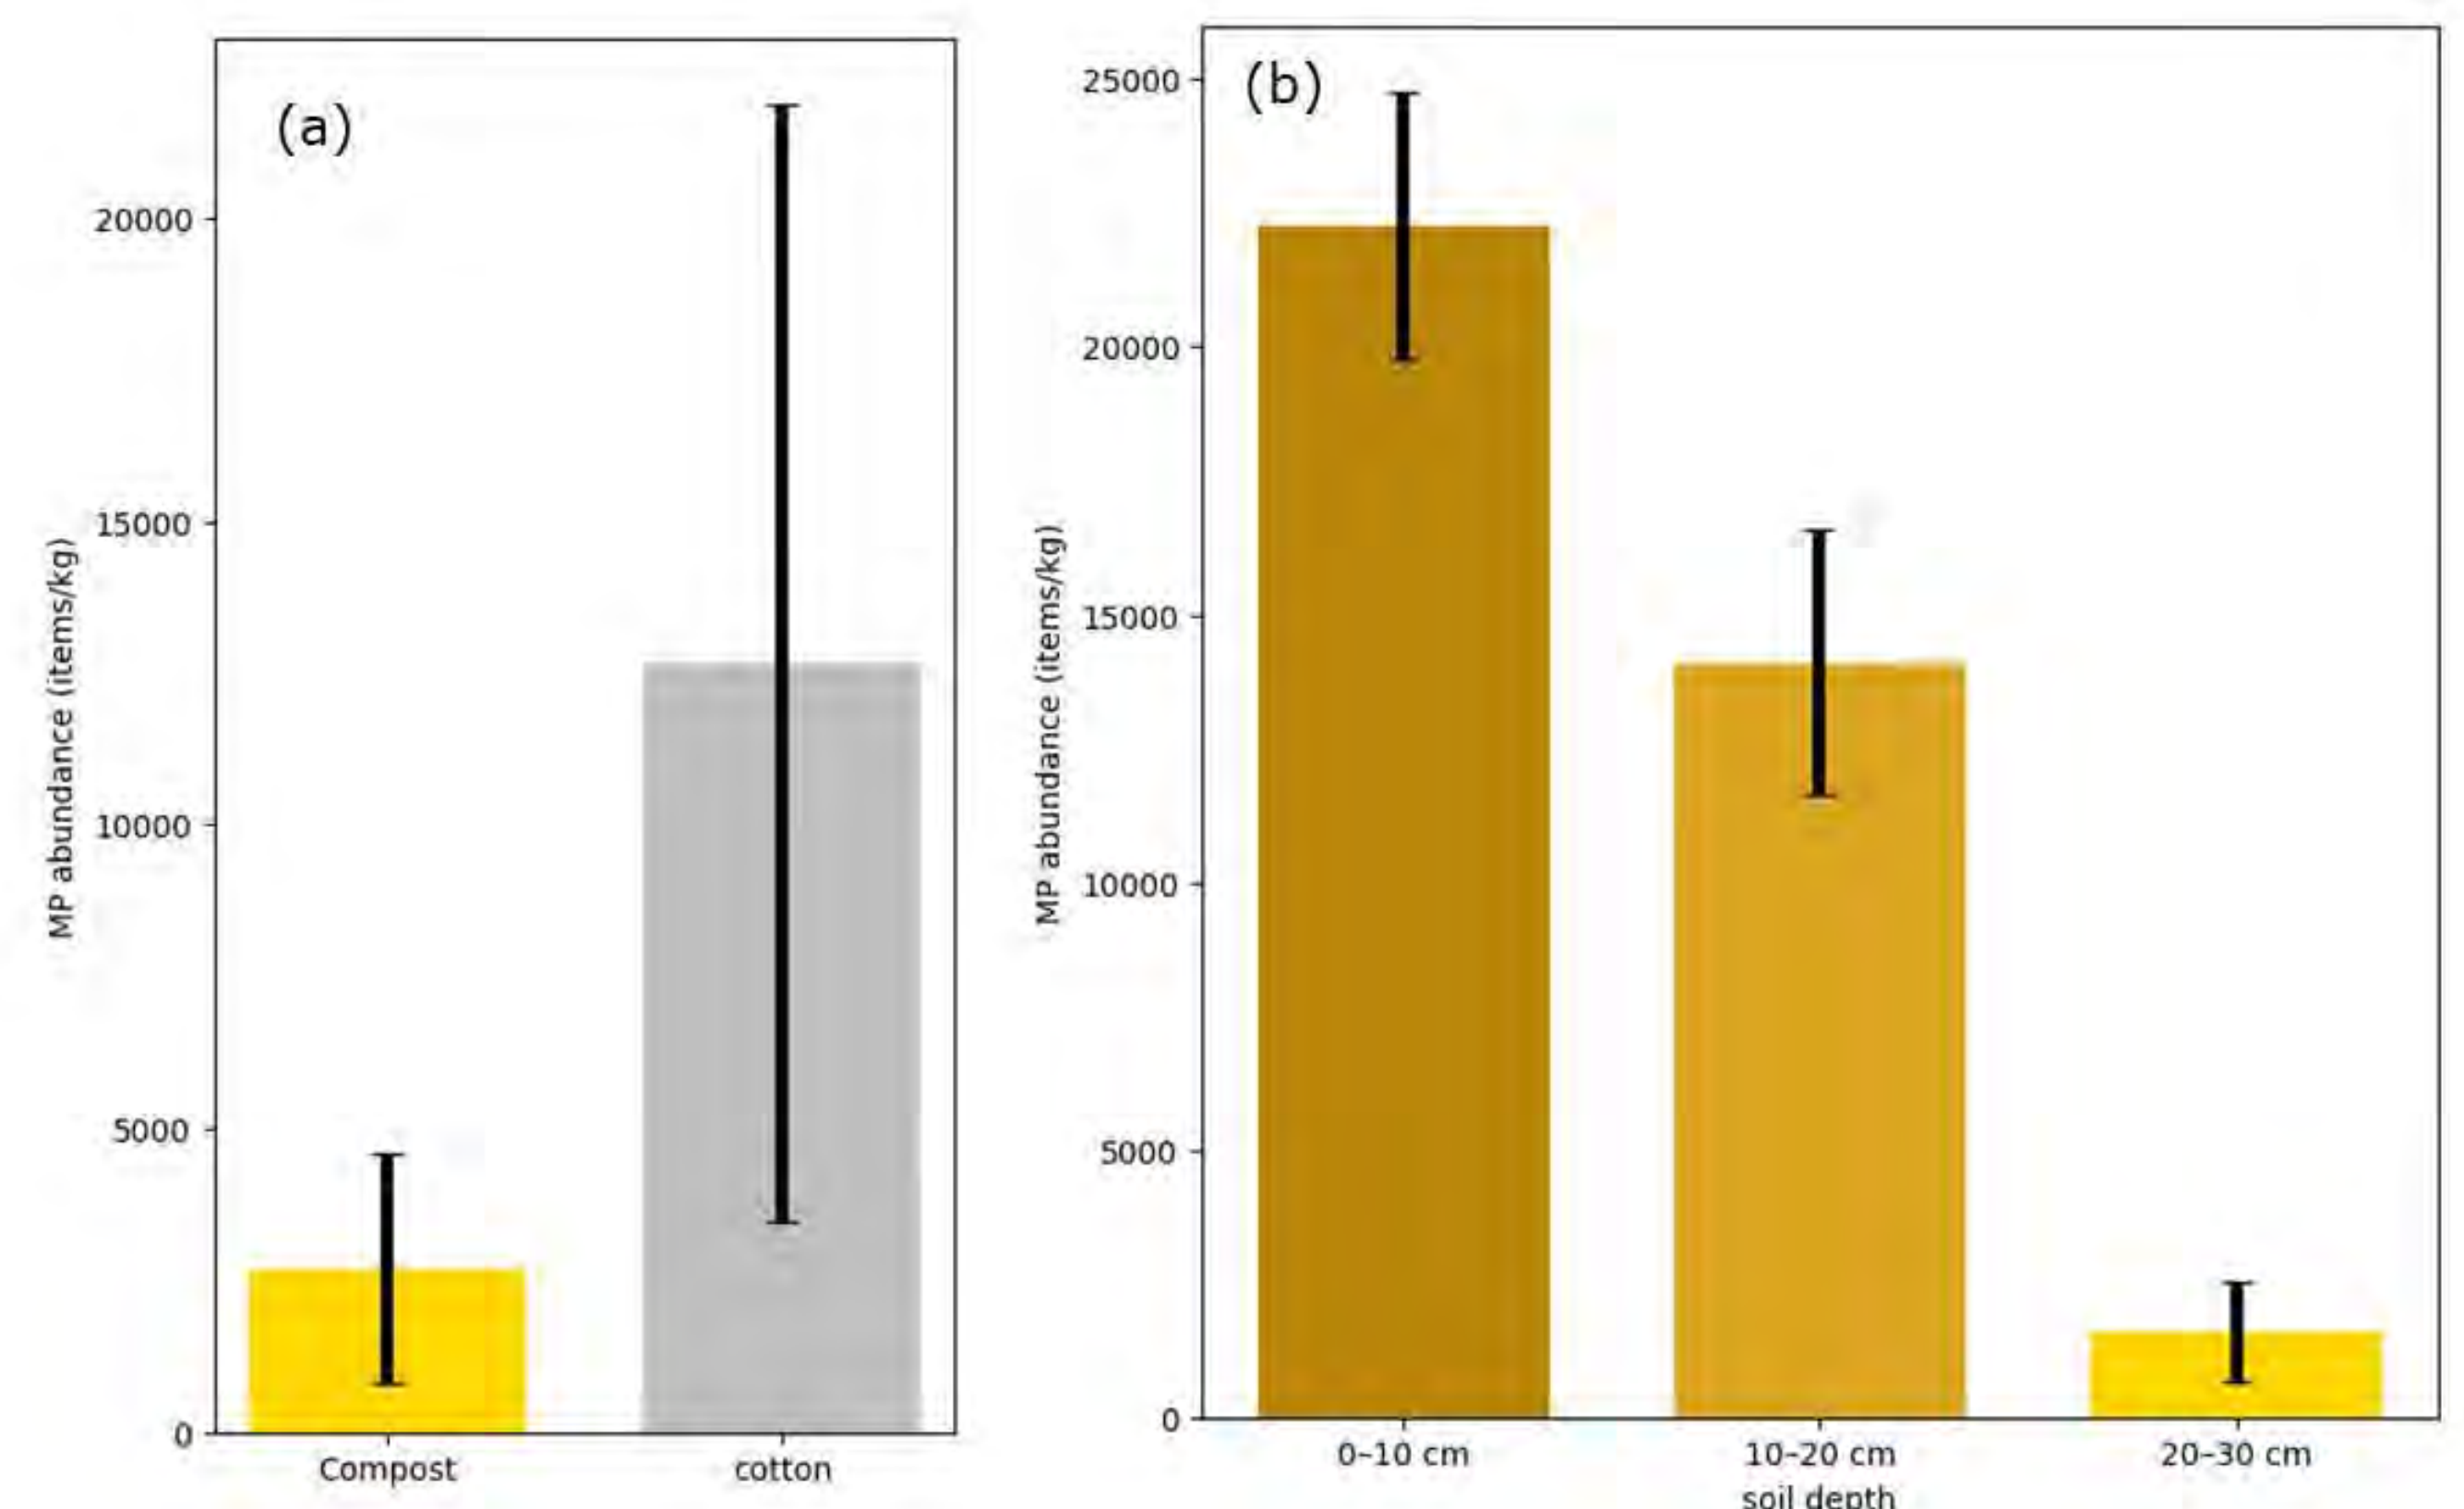 (a)
20000
15000
10000
5000
0
MP abundance (items/kg)
Compost
cotton
(b)
25000
20000
15000
10000
5000
0
MP abundance (items/kg)
0–10 cm
10–20 cm
20–30 cm
soil depth